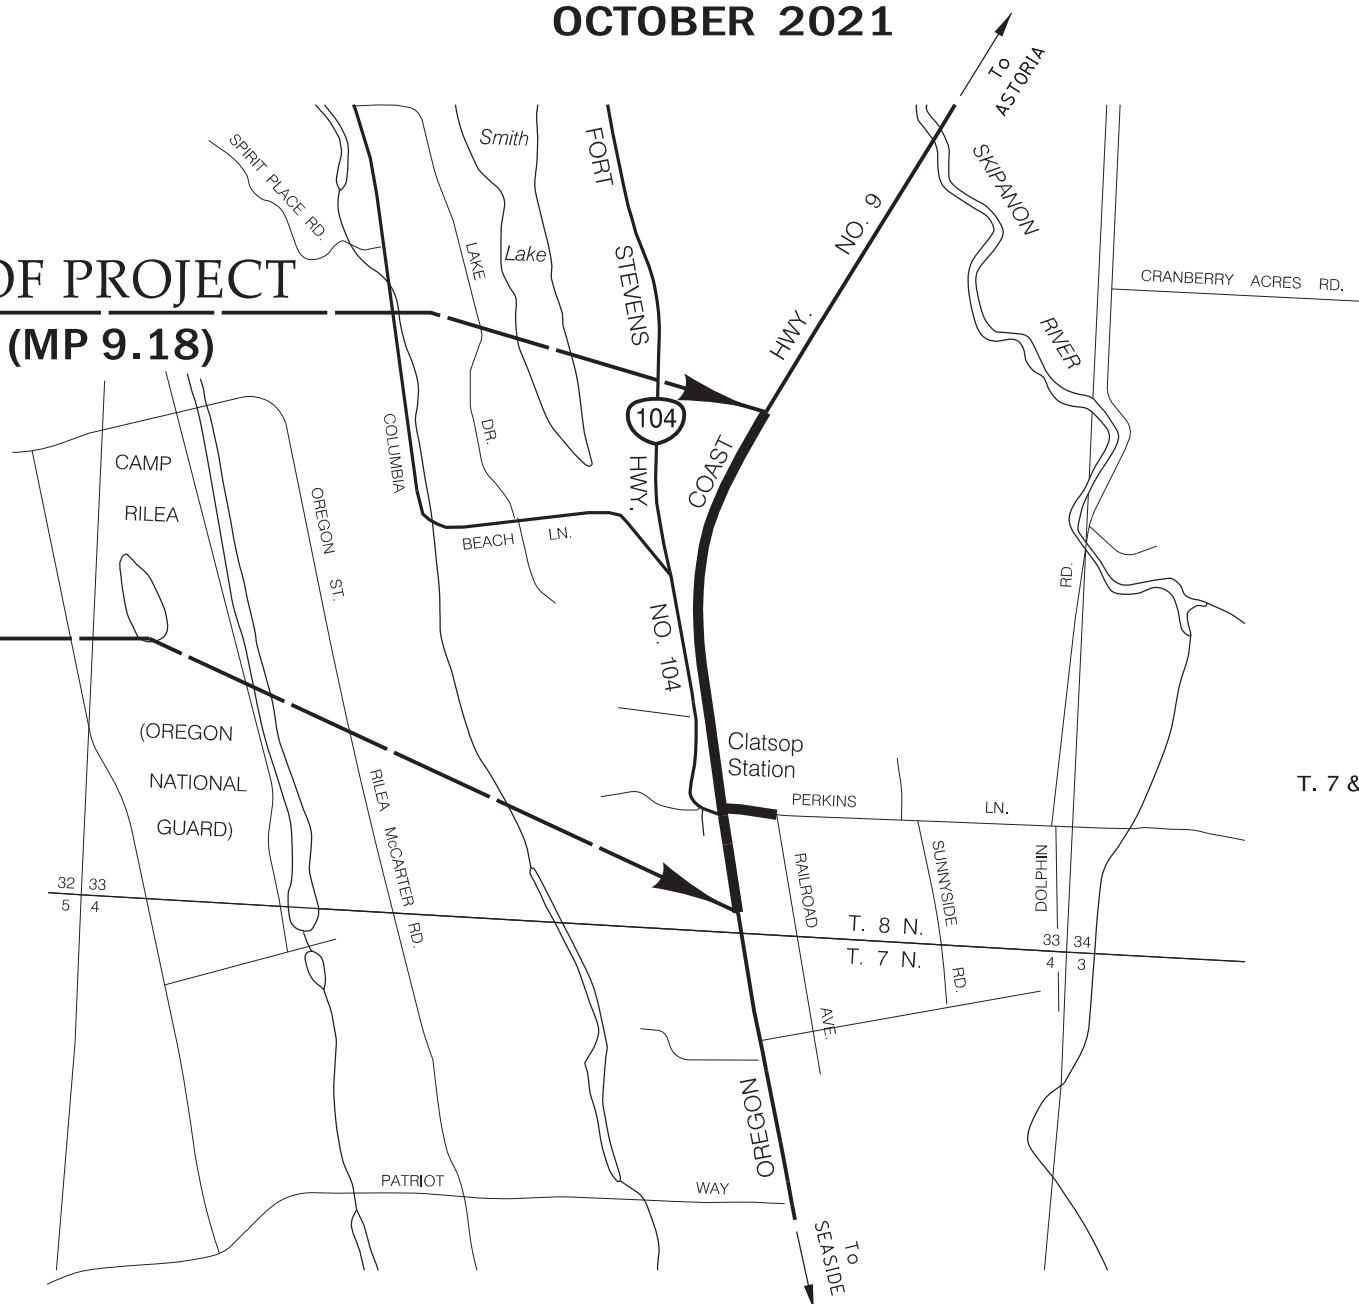 OCTOBER 2021
To
ASTORIA
Smith
Lake
FORT
STEVENS
HWY.
NO. 104
104
SPIRIT PLACE RD.
SKIPANON
RIVER
CRANBERRY ACRES RD.
OF PROJECT
(MP 9.18)
LAKE
DR.
NO. 9
HWY.
COAST
OREGON
COLUMBIA
BEACH LN.
CAMP
RILEA
OREGON ST.
RD.
(OREGON
NATIONAL
GUARD)
RILEA McCARTER RD.
Clatsop
Station
T. 7 &
PERKINS LN.
RAILROAD
AVE.
SUNNYSIDE
RD.
DOLPHIN
32 33
5 4
T. 8 N.
T. 7 N.
33 34
4 3
PATRIOT WAY
To
SEASIDE